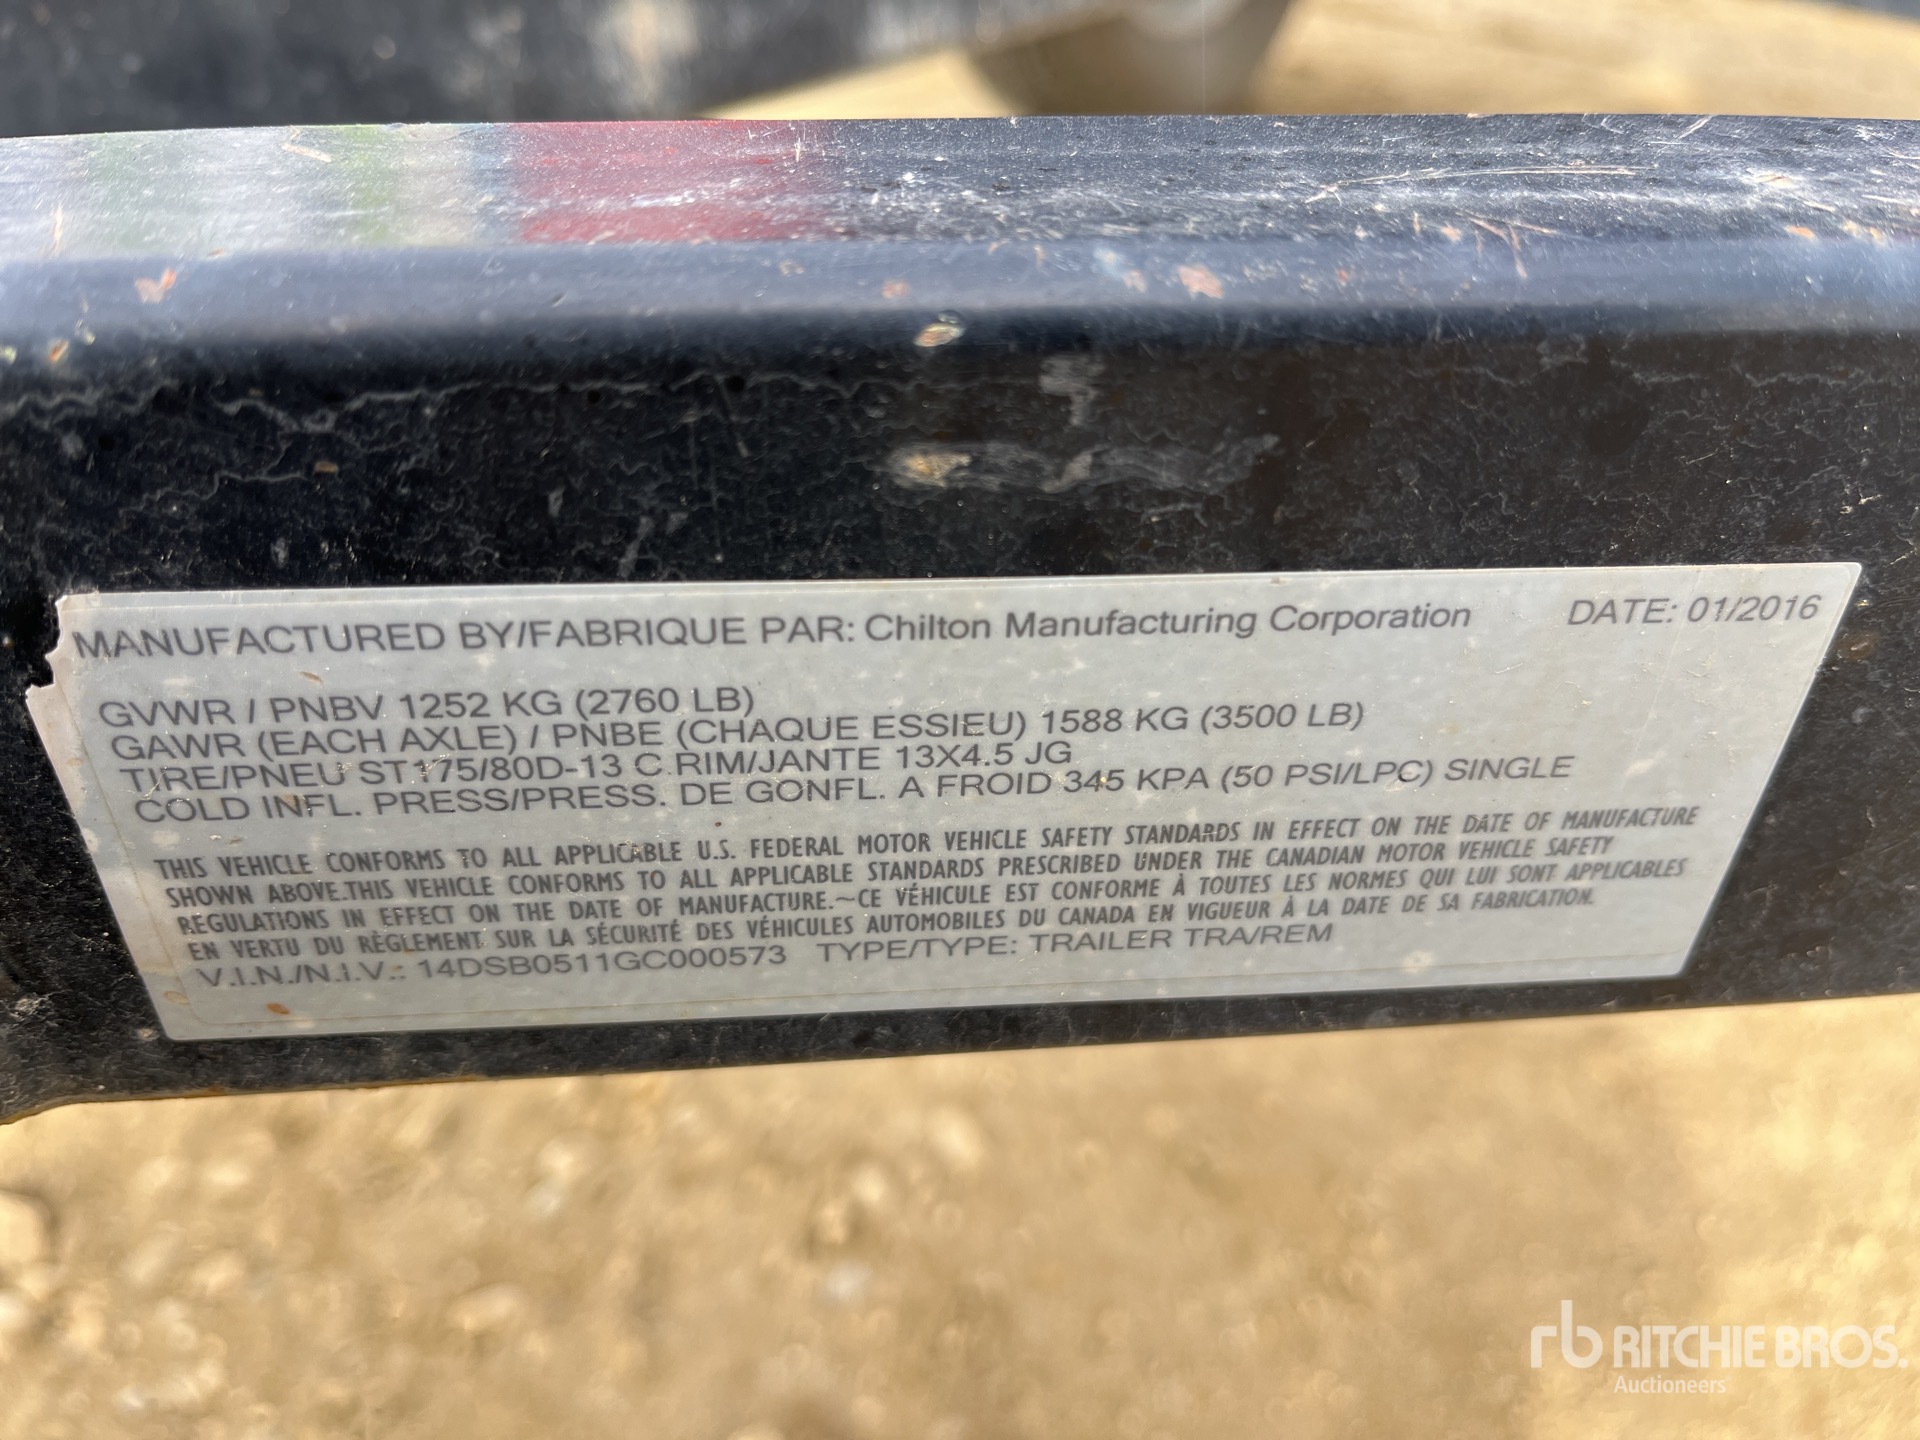 MANUFACTURED BY/FABRIQUE PAR: Chilton Manufacturing Corporation DATE: 01/2016
GVWR / PNBV 1252 KG (2760 LB)
GAWR (EACH AXLE) / PNBE (CHAQUE ESSIEU) 1588 KG (3500 LB)
TIRE/PNEU ST175/80D-13 C RIM/JANTE 13X4.5 JG
COLD INFL. PRESS/PRESS. DE GONFL. A FROID 345 KPA (50 PSI/LPC) SINGLE
THIS VEHICLE CONFORMS TO ALL APPLICABLE U.S. FEDERAL MOTOR VEHICLE SAFETY STANDARDS IN EFFECT ON THE DATE OF MANUFACTURE
SHOWN ABOVE.THIS VEHICLE CONFORMS TO ALL APPLICABLE STANDARDS PRESCRIBED UNDER THE CANADIAN MOTOR VEHICLE SAFETY
REGULATIONS IN EFFECT ON THE DATE OF MANUFACTURE.~CE VÉHICULE EST CONFORME À TOUTES LES NORMES QUI LUI SONT APPLICABLES
EN VERTU DU RÈGLEMENT SUR LA SÉCURITÉ DES VÉHICULES AUTOMOBILES DU CANADA EN VIGUEUR À LA DATE DE SA FABRICATION.
V.I.N./N.I.V.: 14DSB0511GC000573 TYPE/TYPE: TRAILER TRA/REM
rb RITCHIE BROS.
Auctioneers